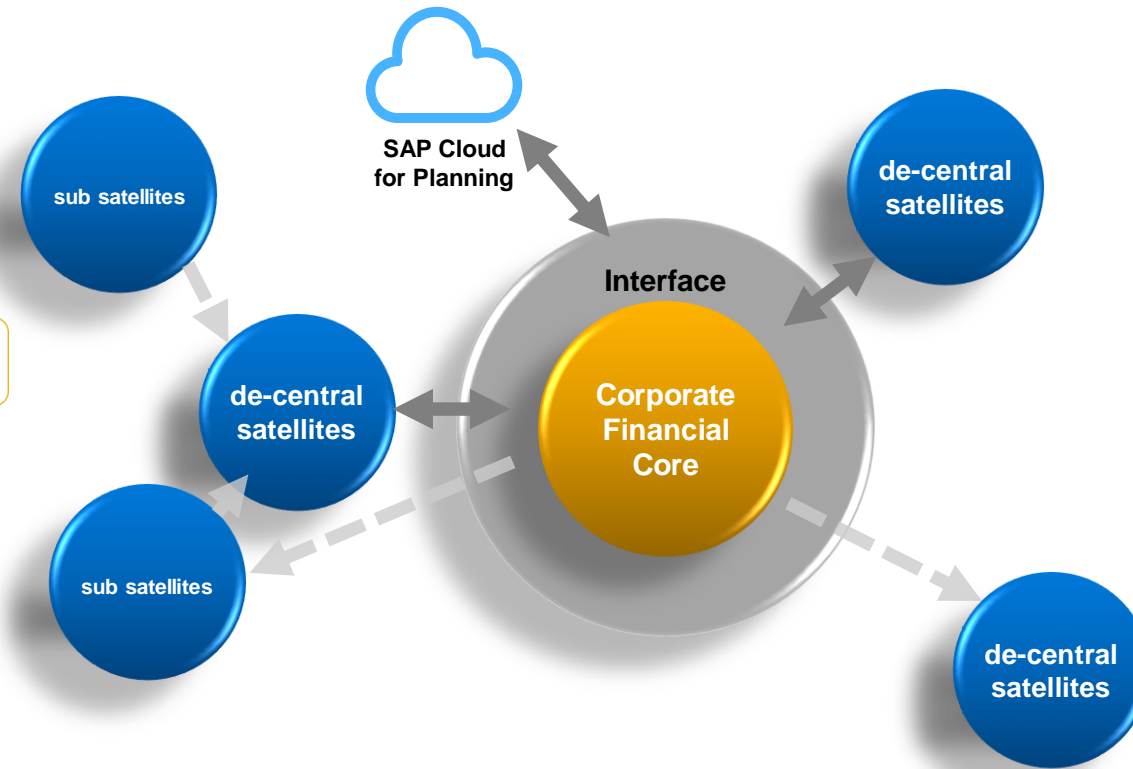 SAP Cloud
for Planning
sub satellites
de-central
satellites
Interface
de-central
satellites
Corporate
Financial
Core
sub satellites
de-central
satellites